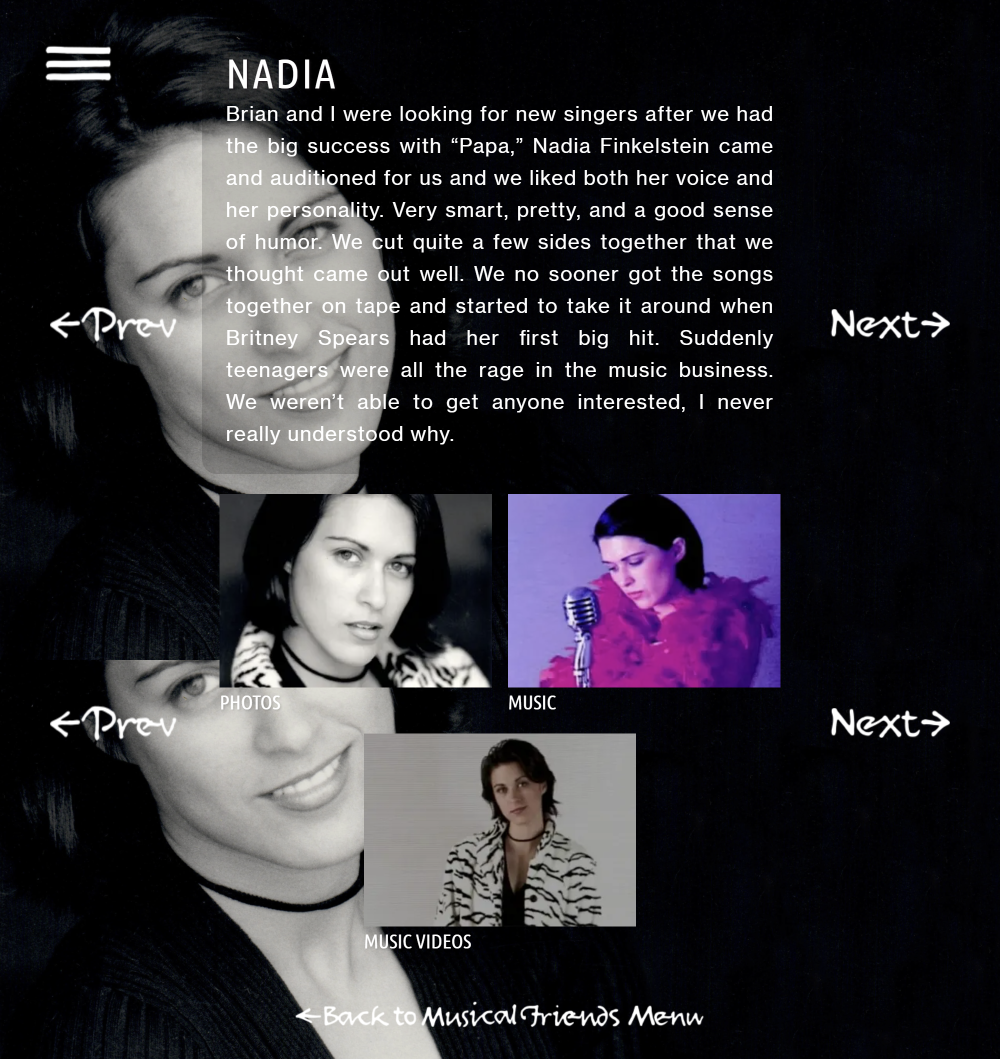 NADIA
Brian and I were looking for new singers after we had
the big success with “Papa,” Nadia Finkelstein came
and auditioned for us and we liked both her voice and
her personality. Very smart, pretty, and a good sense
of humor. We cut quite a few sides together that we
thought came out well. We no sooner got the songs
together on tape and started to take it around when
Britney Spears had her first big hit. Suddenly
teenagers were all the rage in the music business.
We weren’t able to get anyone interested, I never
really understood why.
←Prev
Next→
PHOTOS
MUSIC
←Prev
Next→
MUSIC VIDEOS
←Back to Musical Friends Menu